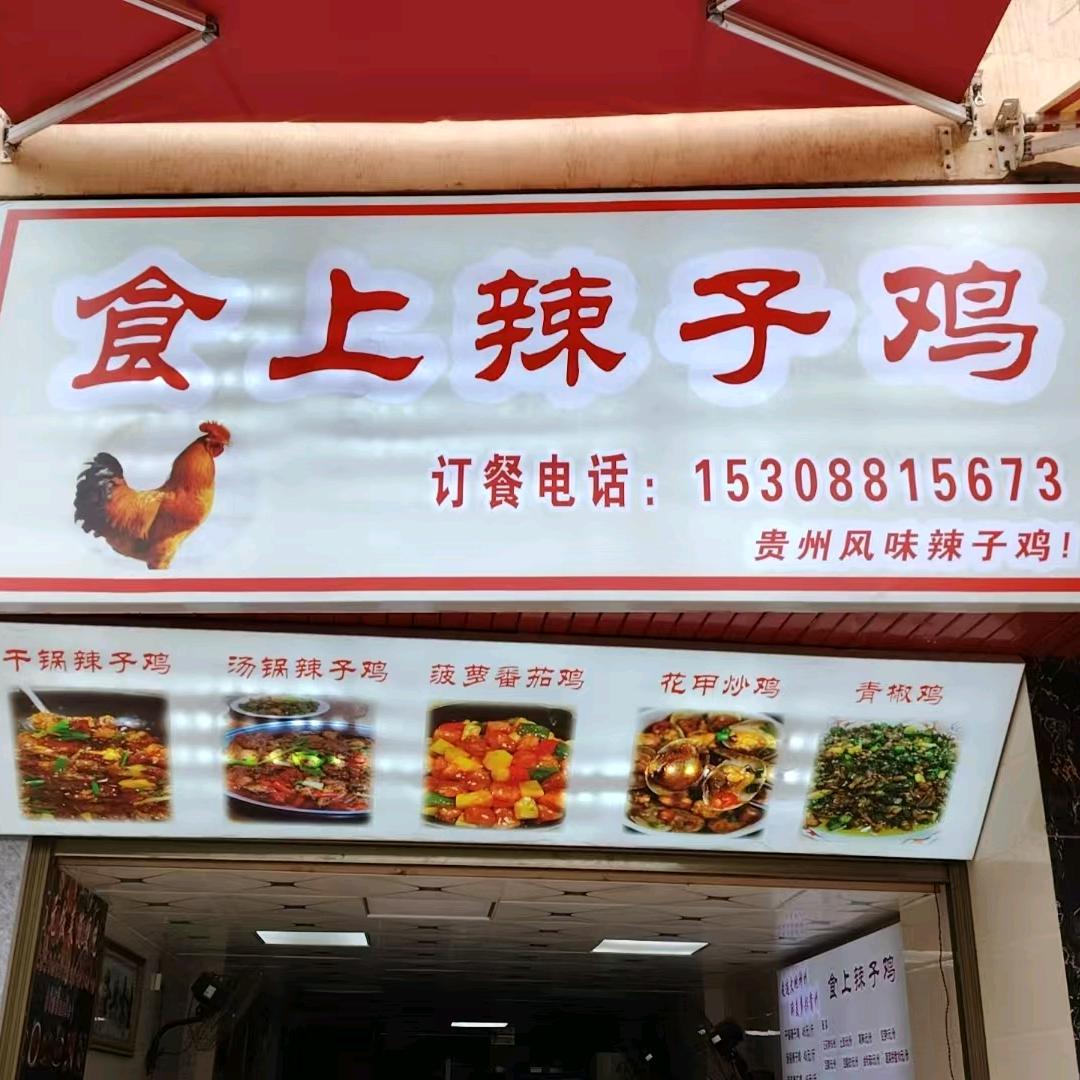 食上辣子鸡
订餐电话：15308815673
贵州风味辣子鸡！
干锅辣子鸡 汤锅辣子鸡 菠萝番茄鸡 花甲炒鸡 青椒鸡
食上辣子鸡